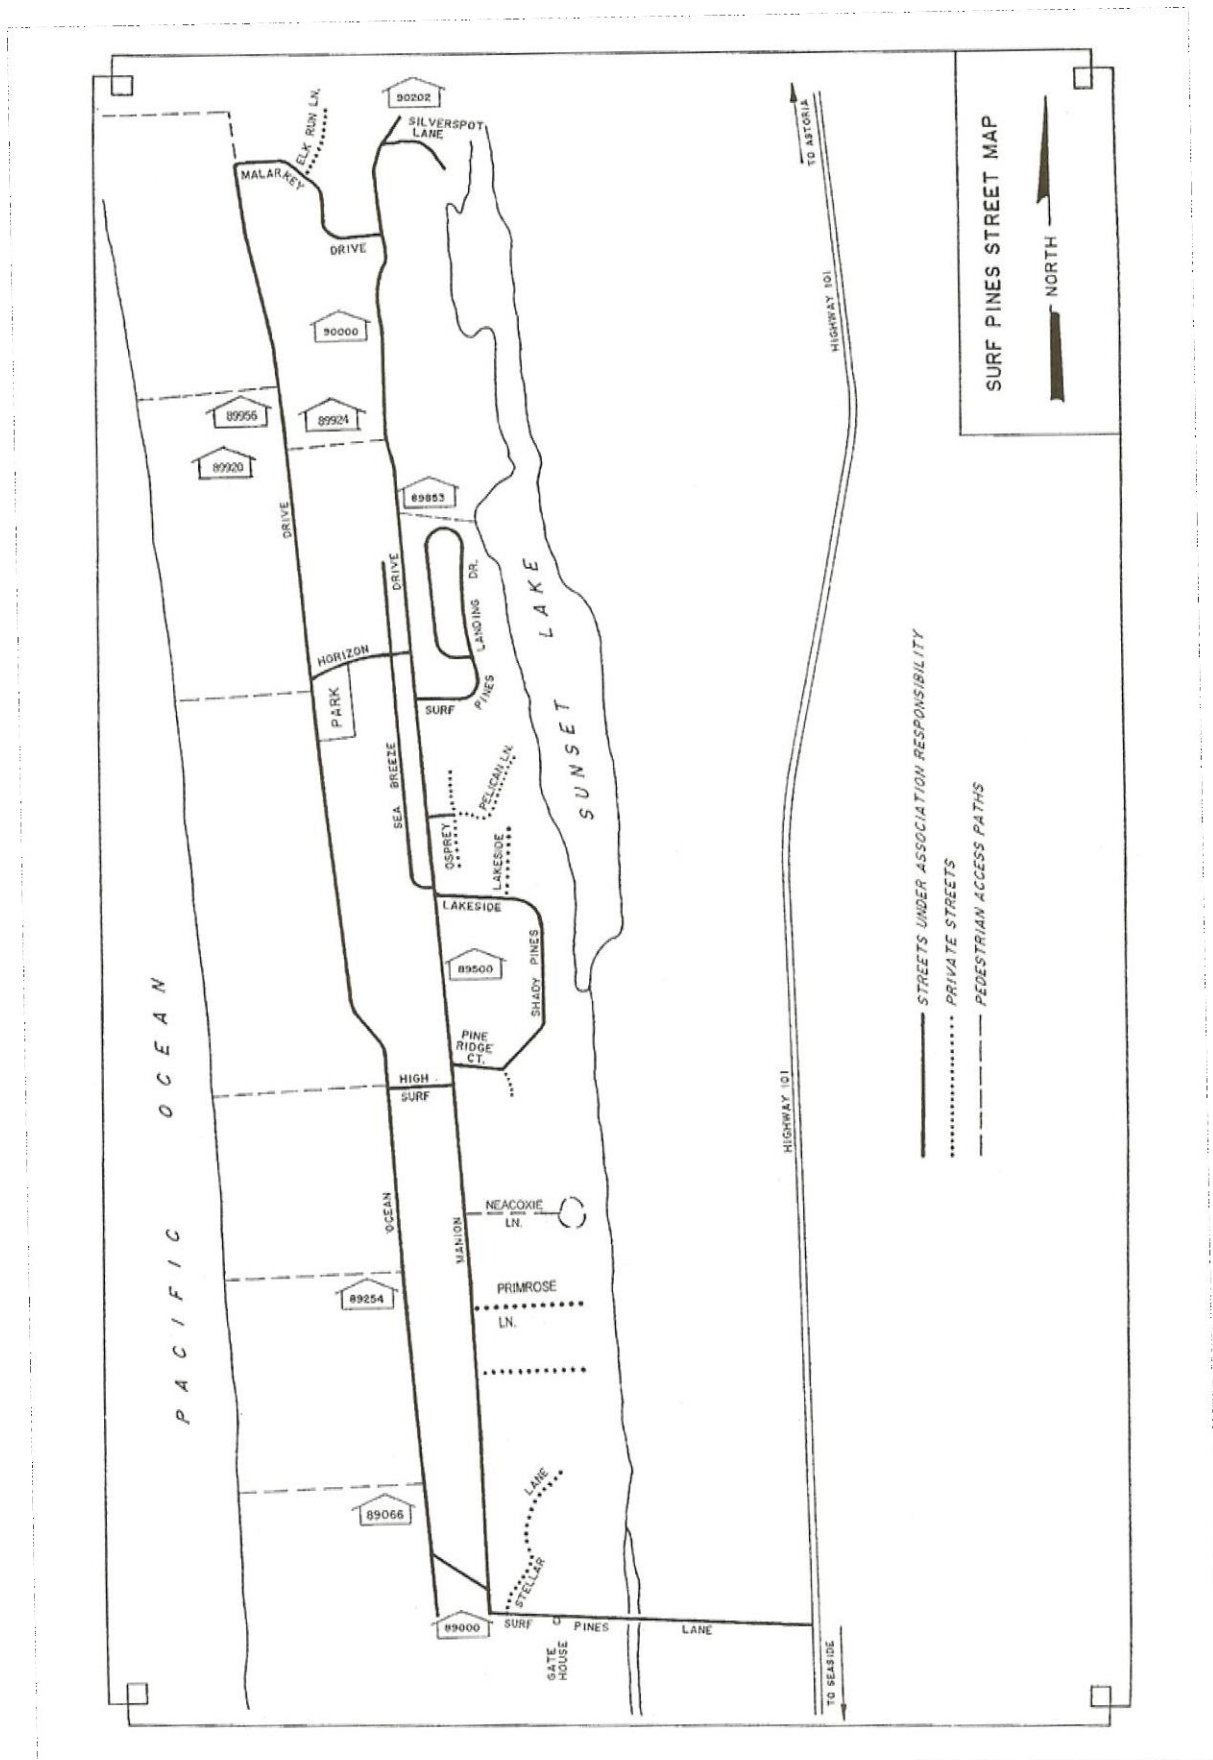 SURF PINES STREET MAP
NORTH
TO ASTORIA
HIGHWAY 101
HIGHWAY 101
TO SEASIDE
90202
SILVERSPOT
LANE
ELK RUN LN.
MALARKEY
DRIVE
90000
89956
89924
89920
89853
DRIVE
DRIVE
HORIZON
PARK
LANDING DR.
SURF
PINES
SUNSET LAKE
SEA BREEZE
PELICAN LN.
OSPREY
LAKESIDE
LAKESIDE
89500
SHADY PINES
PINE
RIDGE
CT.
HIGH
SURF
PACIFIC OCEAN
OCEAN
MANION
NEACOXIE
LN.
89254
PRIMROSE
LN.
89066
STELLAR
LANE
89000
SURF
PINES
LANE
GATE
HOUSE
STREETS UNDER ASSOCIATION RESPONSIBILITY
PRIVATE STREETS
PEDESTRIAN ACCESS PATHS